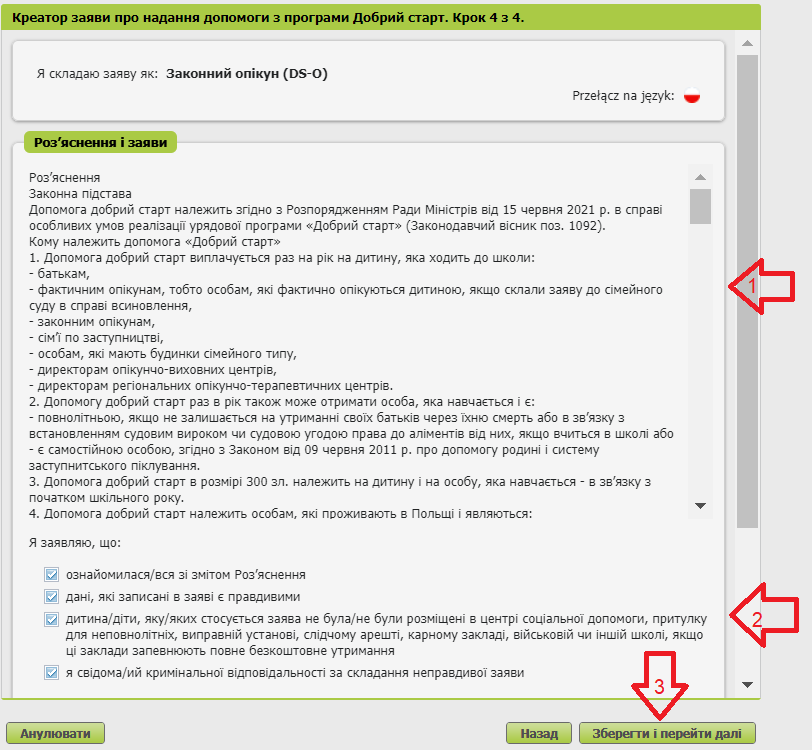 Креатор заяви про надання допомоги з програми Добрий старт. Крок 4 з 4.
Я складаю заяву як: Законний опікун (DS-O)
Przełącz na język:
Роз’яснення і заяви
Роз’яснення
Законна підстава
Допомога добрий старт належить згідно з Розпорядженням Ради Міністрів від 15 червня 2021 р. в справі
особливих умов реалізації урядової програми «Добрий старт» (Законодавчий вісник поз. 1092).
Кому належить допомога «Добрий старт»
1. Допомога добрий старт виплачується раз на рік на дитину, яка ходить до школи:
- батькам,
- фактичним опікунам, тобто особам, які фактично опікуються дитиною, якщо склали заяву до сімейного
суду в справі всиновлення,
- законним опікунам,
- сім’ї по заступництві,
- особам, які мають будинки сімейного типу,
- директорам опікунчо-виховних центрів,
- директорам регіональних опікунчо-терапевтичних центрів.
2. Допомогу добрий старт раз в рік також може отримати особа, яка навчається і є:
- повнолітньою, якщо не залишається на утриманні своїх батьків через їхню смерть або в зв’язку з
встановленням судовим вироком чи судовою угодою права до аліментів від них, якщо вчиться в школі або
- є самостійною особою, згідно з Законом від 09 червня 2011 р. про допомогу родині і систему
заступнитського піклування.
3. Допомога добрий старт в розмірі 300 зл. належить на дитину і на особу, яка навчається - в зв’язку з
початком шкільного року.
4. Допомога добрий старт належить особам, які проживають в Польщі і являються:
1
Я заявляю, що:
ознайомилася/вся зі змітом Роз’яснення
дані, які записані в заяві є правдивими
дитина/діти, яку/яких стосується заява не була/не були розміщені в центрі соціальної допомоги, притулку
для неповнолітніх, виправній установі, слідчому арешті, карному закладі, військовій чи іншій школі, якщо
ці заклади запевнюють повне безкоштовне утримання
2
я свідома/ий кримінальної відповідальності за складання неправдивої заяви
3
Анулювати Назад Зберегти і перейти далі